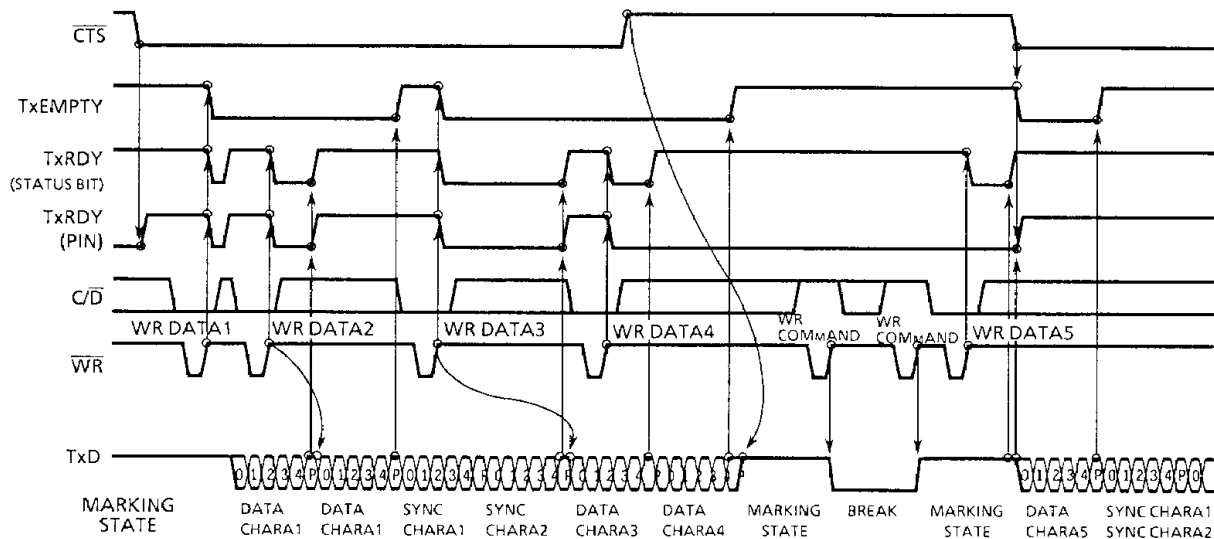 CTS
TxEMPTY
TxRDY
(STATUS BIT)
TxRDY
(PIN)
C/D
WR DATA1
WR DATA2
WR DATA3
WR DATA4
WR
COMMAND
WR
COMMAND
WR DATA5
WR
TxD
0 1 2 3 4 P 0 1 2 3 4 P 0 1 2 3 4
0 1 2 3 4 P 0 1 2 3 4 P 0
MARKING
STATE
DATA
CHARA1
DATA
CHARA1
SYNC
CHARA1
SYNC
CHARA2
DATA
CHARA3
DATA
CHARA4
MARKING
STATE
BREAK
MARKING
STATE
DATA
CHARA5
SYNC CHARA1
SYNC CHARA2